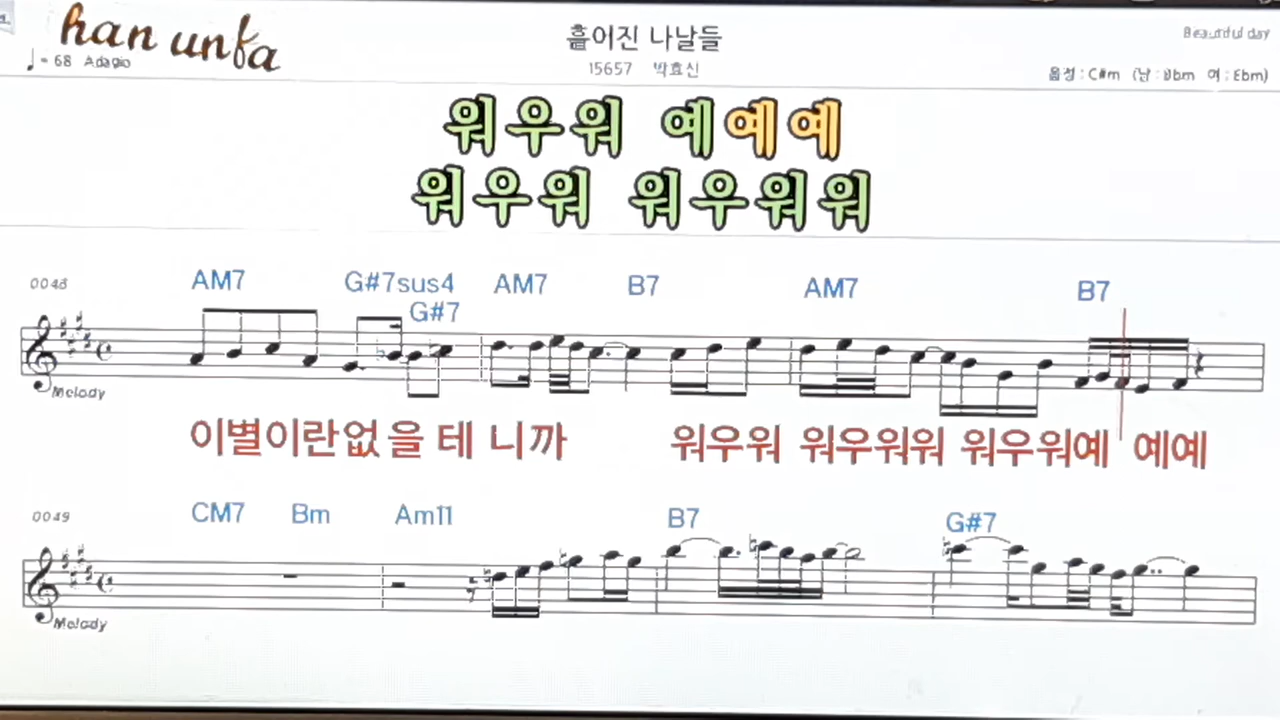 han unfa
흩어진 나날들
Beautiful day
♩= 68 Adagio
15657 박효신
음정 : C#m (남 : Bbm 여 : Ebm)
워우워 예예예
워우워 워우워워
0048
AM7 G#7sus4 AM7 B7 AM7 B7
G#7
Melody
이별이란없을 테 니까 워우워 워우워워 워우워예 예예
0049
CM7 Bm Am11 B7 G#7
Melody